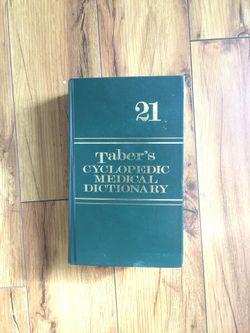 21
Taber's
CYCLOPEDIC
MEDICAL
DICTIONARY